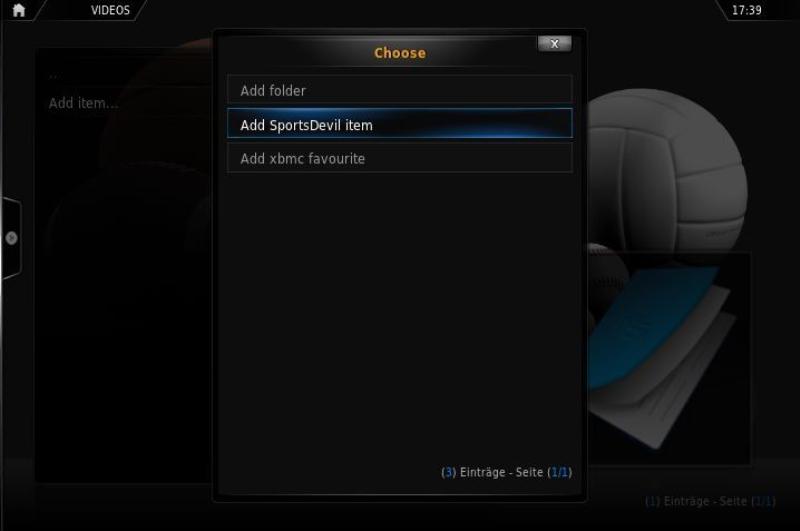 VIDEOS
17:39
..
Add item...
Choose
X
Add folder
Add SportsDevil item
Add xbmc favourite
(3) Einträge - Seite (1/1)
(1) Einträge - Seite (1/1)